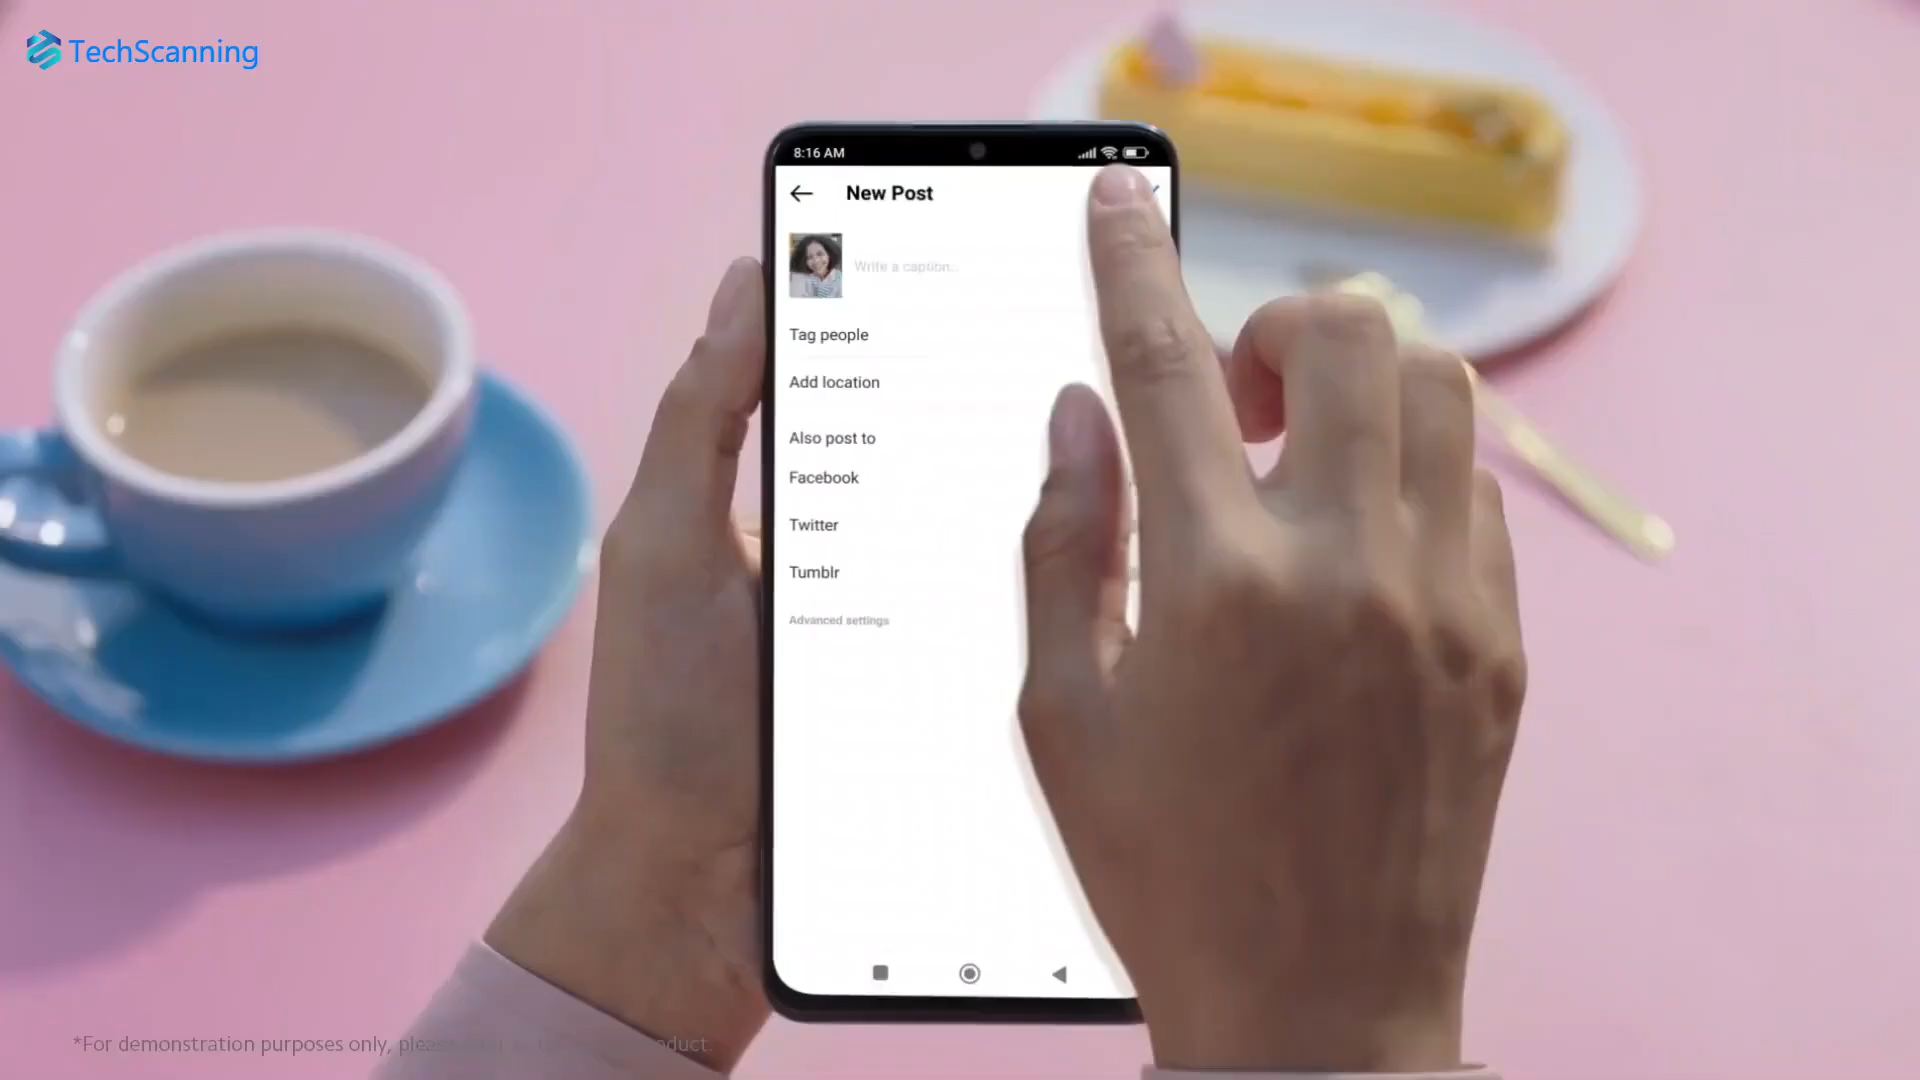 TechScanning
8:16 AM
New Post
Write a caption...
Tag people
Add location
Also post to
Facebook
Twitter
Tumblr
Advanced settings
*For demonstration purposes only, please